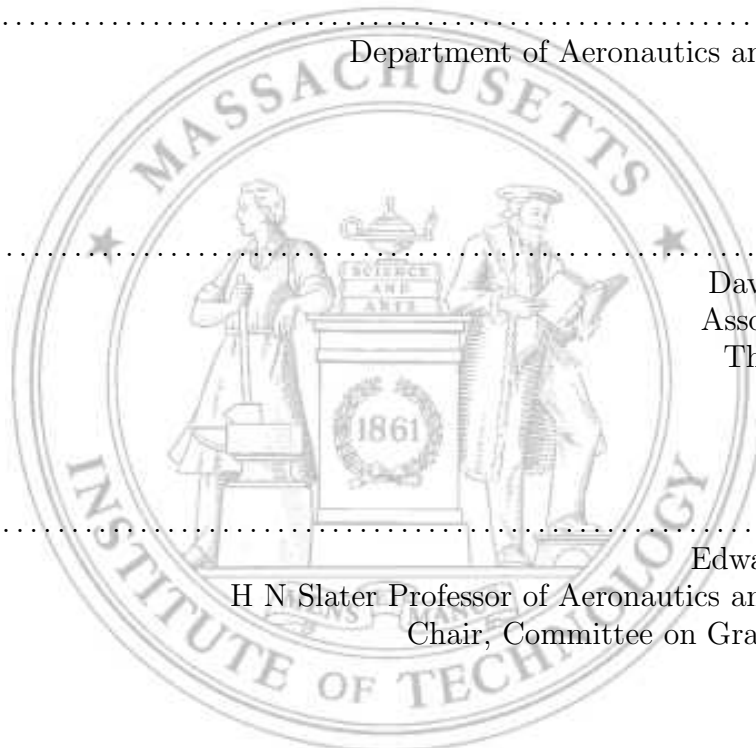 Department of Aeronautics an
MASSACHUSETTS
SCIENCE
AND
ARTS
Dav
Asso
Th
1861
Edwa
H N Slater Professor of Aeronautics an
Chair, Committee on Gra
INSTITUTE OF TECHNOLOGY